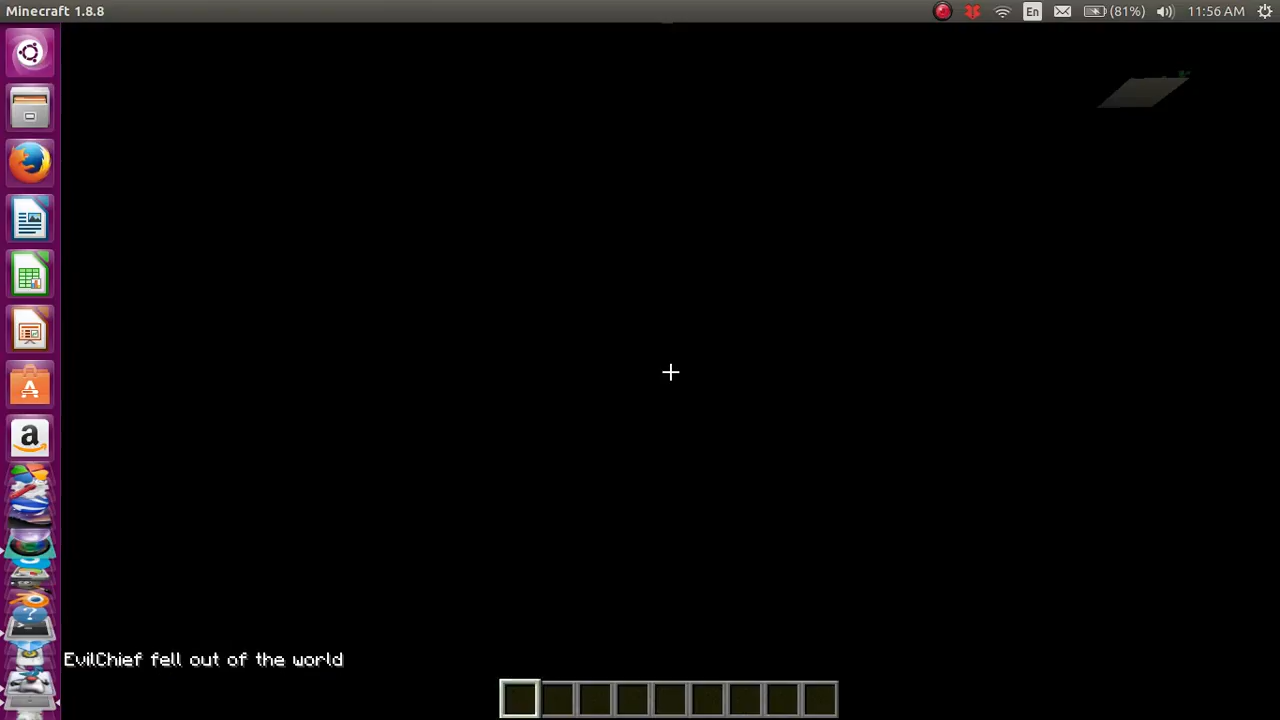 Minecraft 1.8.8
En
(81%)
11:56 AM
A
a
?
EvilChief fell out of the world